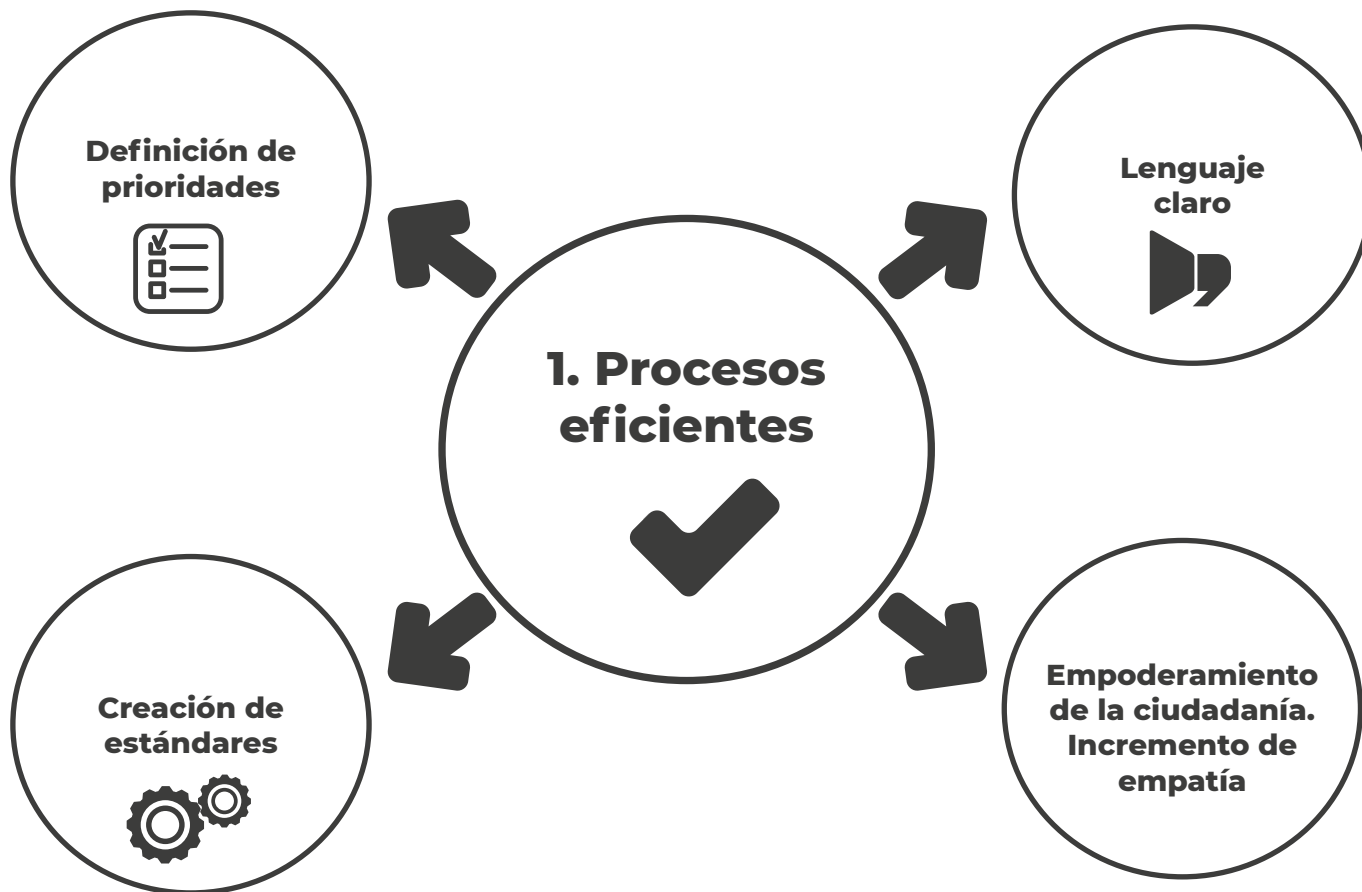 Definición de
prioridades
Lenguaje
claro
1. Procesos
eficientes
Creación de
estándares
Empoderamiento
de la ciudadanía.
Incremento de
empatía